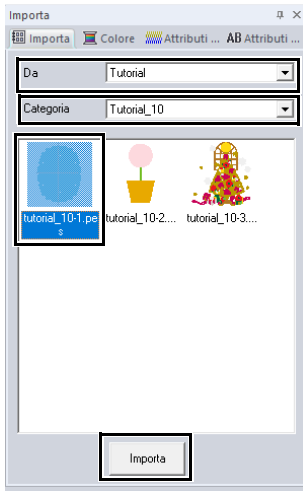 Importa
Importa Colore Attributi ... AB Attributi ...
Da Tutorial
Categoria Tutorial_10
tutorial_10-1.pe
s
tutorial_10-2.... tutorial_10-3....
Importa